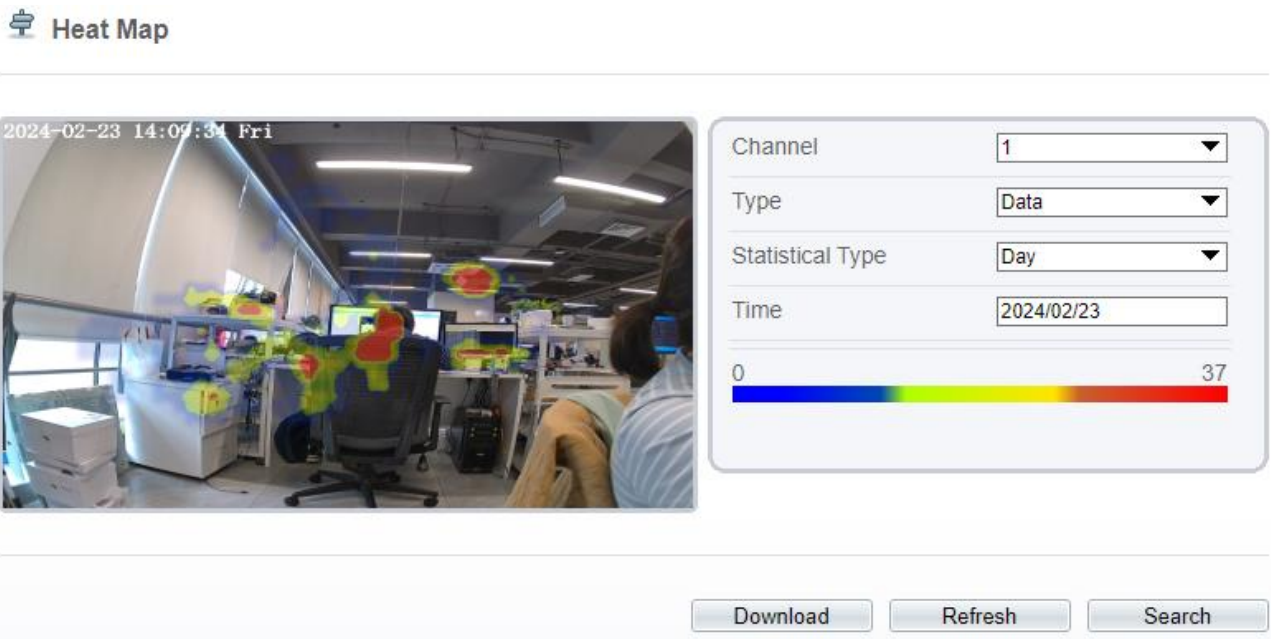 Heat Map
2024-02-23 14:09:34 Fri
Channel 1
Type Data
Statistical Type Day
Time 2024/02/23
0 37
Download Refresh Search